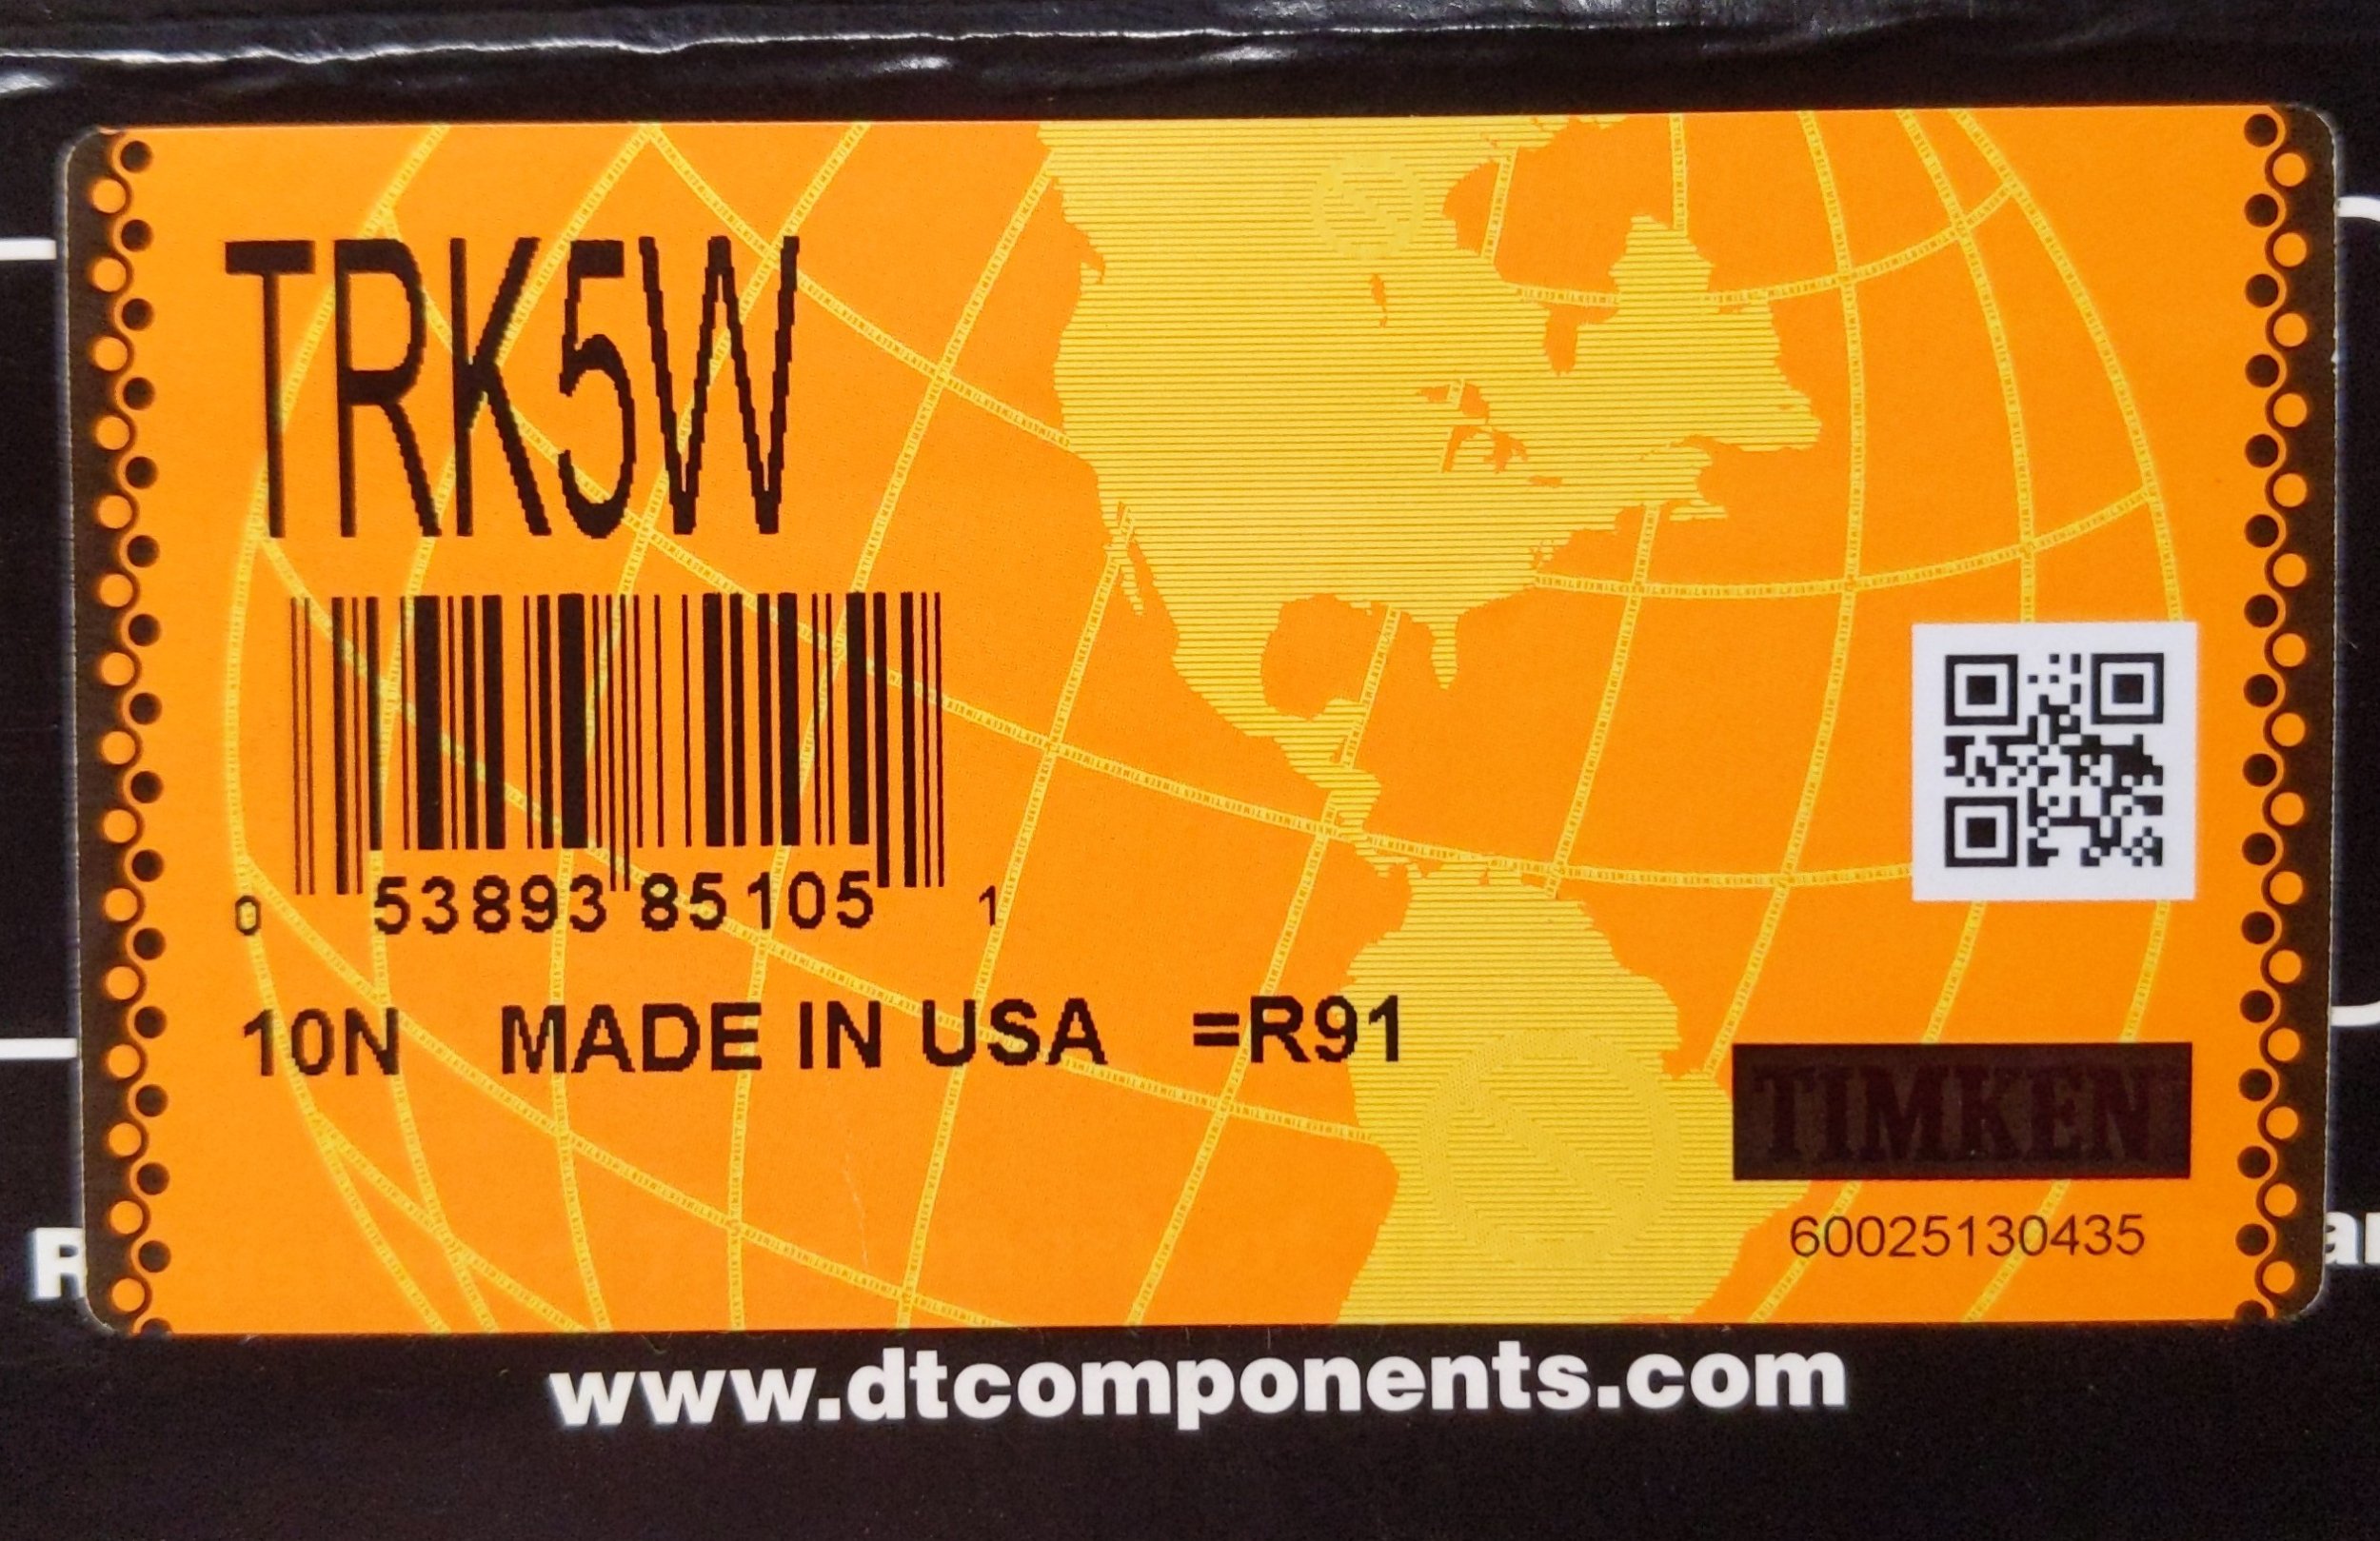 TRK5W
0 53893 85105 1
10N MADE IN USA =R91
TIMKEN
60025130435
www.dtcomponents.com